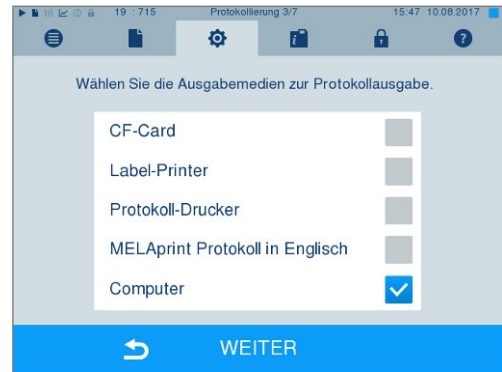 19 : 715 Protokollierung 3/7 15:47 10.08.2017
Wählen Sie die Ausgabemedien zur Protokollausgabe.
CF-Card
Label-Printer
Protokoll-Drucker
MELAprint Protokoll in Englisch
Computer
WEITER